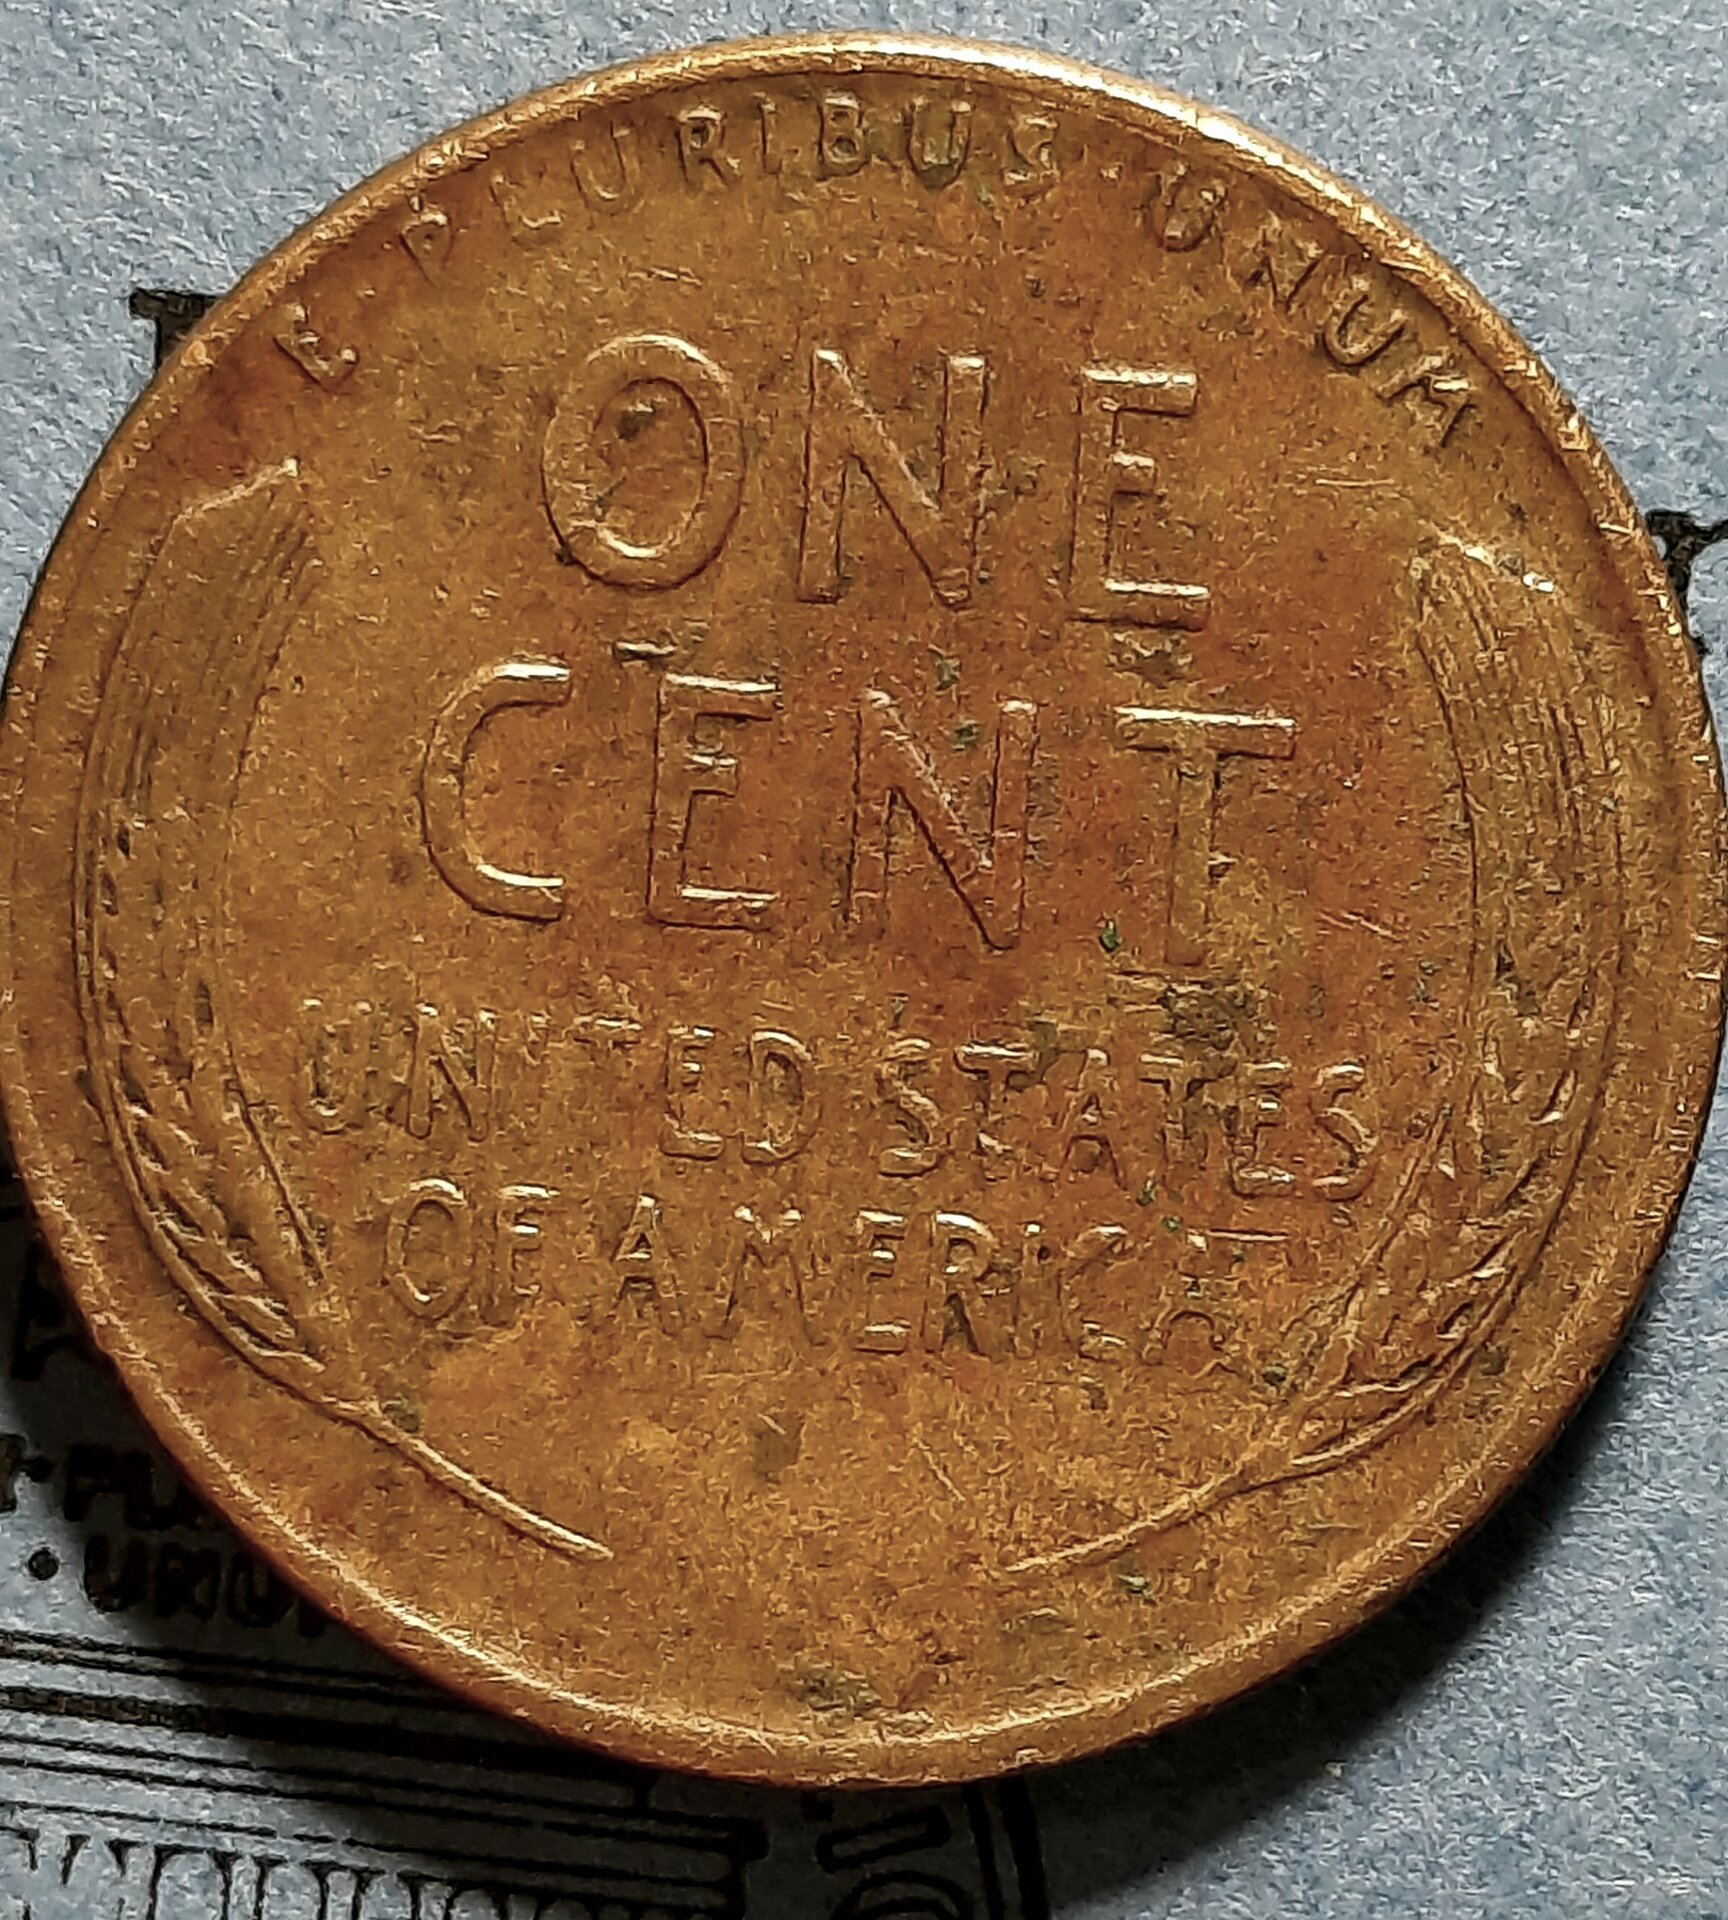 E · PLURIBUS · UNUM
ONE
CENT
UNITED STATES
OF AMERICA